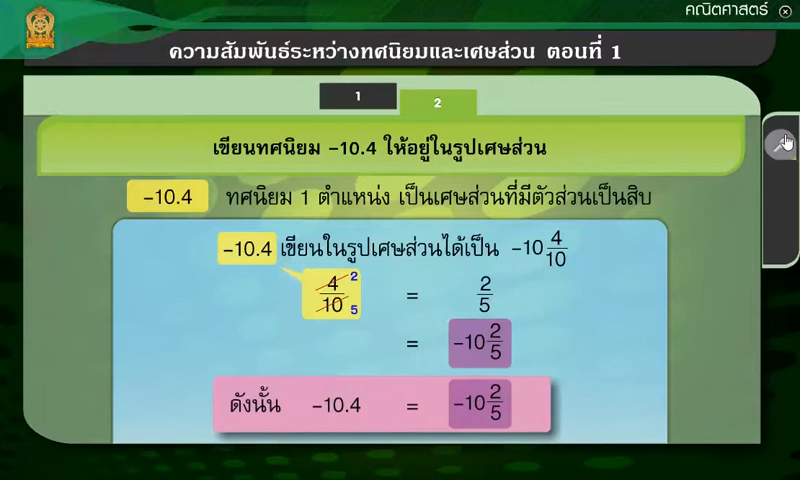 คณิตศาสตร์
ความสัมพันธ์ระหว่างทศนิยมและเศษส่วน ตอนที่ 1
1 2
เขียนทศนิยม –10.4 ให้อยู่ในรูปเศษส่วน
–10.4 ทศนิยม 1 ตำแหน่ง เป็นเศษส่วนที่มีตัวส่วนเป็นสิบ
–10.4 เขียนในรูปเศษส่วนได้เป็น –10 4/10
4/10 2 5 = 2/5
= –10 2/5
ดังนั้น –10.4 = –10 2/5